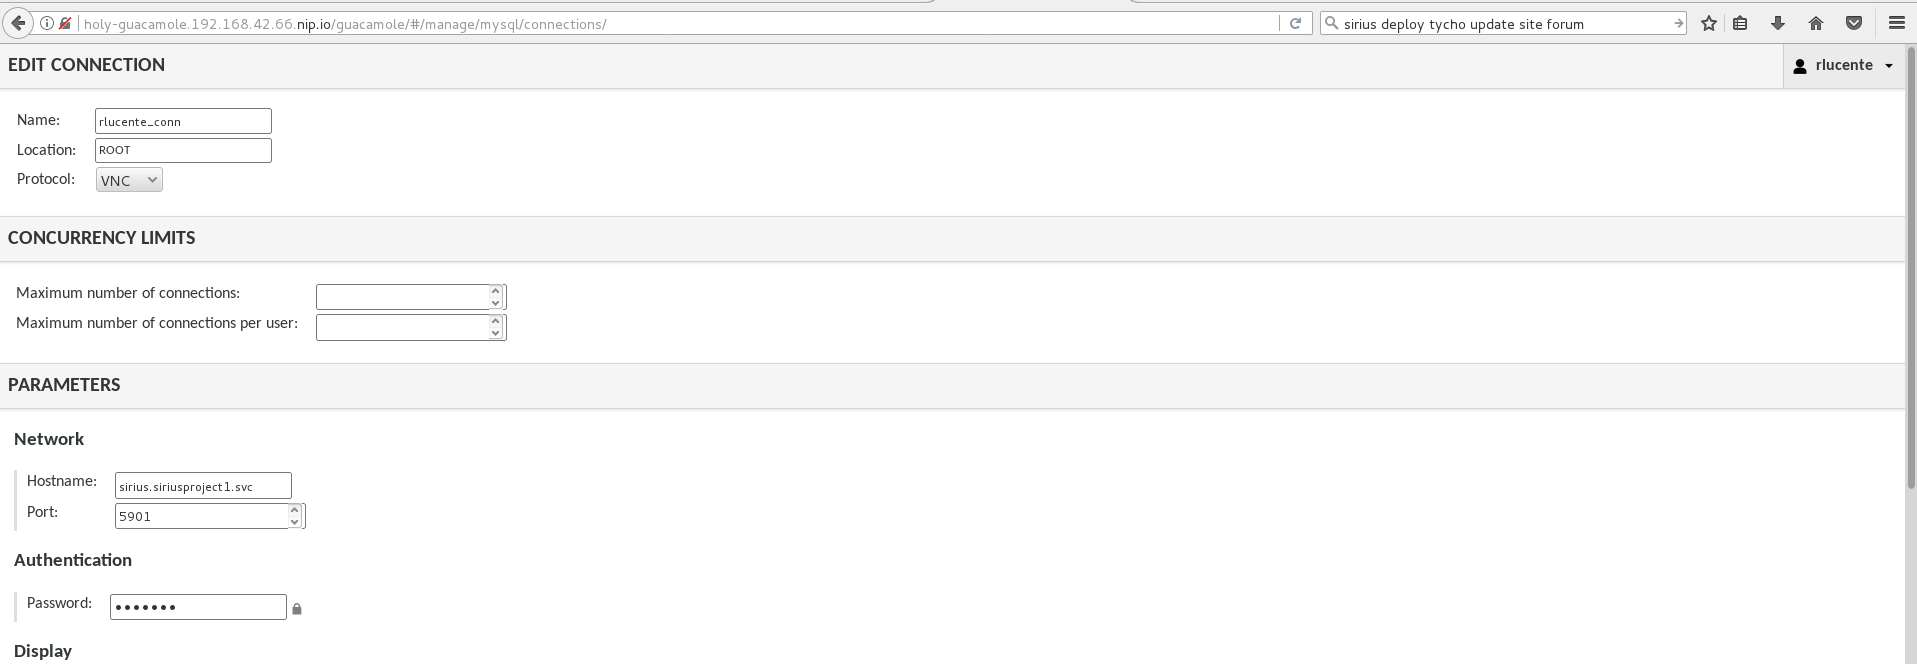 holy-guacamole.192.168.42.66.nip.io/guacamole/#/manage/mysql/connections/
sirius deploy tycho update site forum
EDIT CONNECTION
rlucente
Name: rlucente_conn
Location: ROOT
Protocol: VNC
CONCURRENCY LIMITS
Maximum number of connections:
Maximum number of connections per user:
PARAMETERS
Network
Hostname: sirius.siriusproject1.svc
Port: 5901
Authentication
Password: •••••••
Display